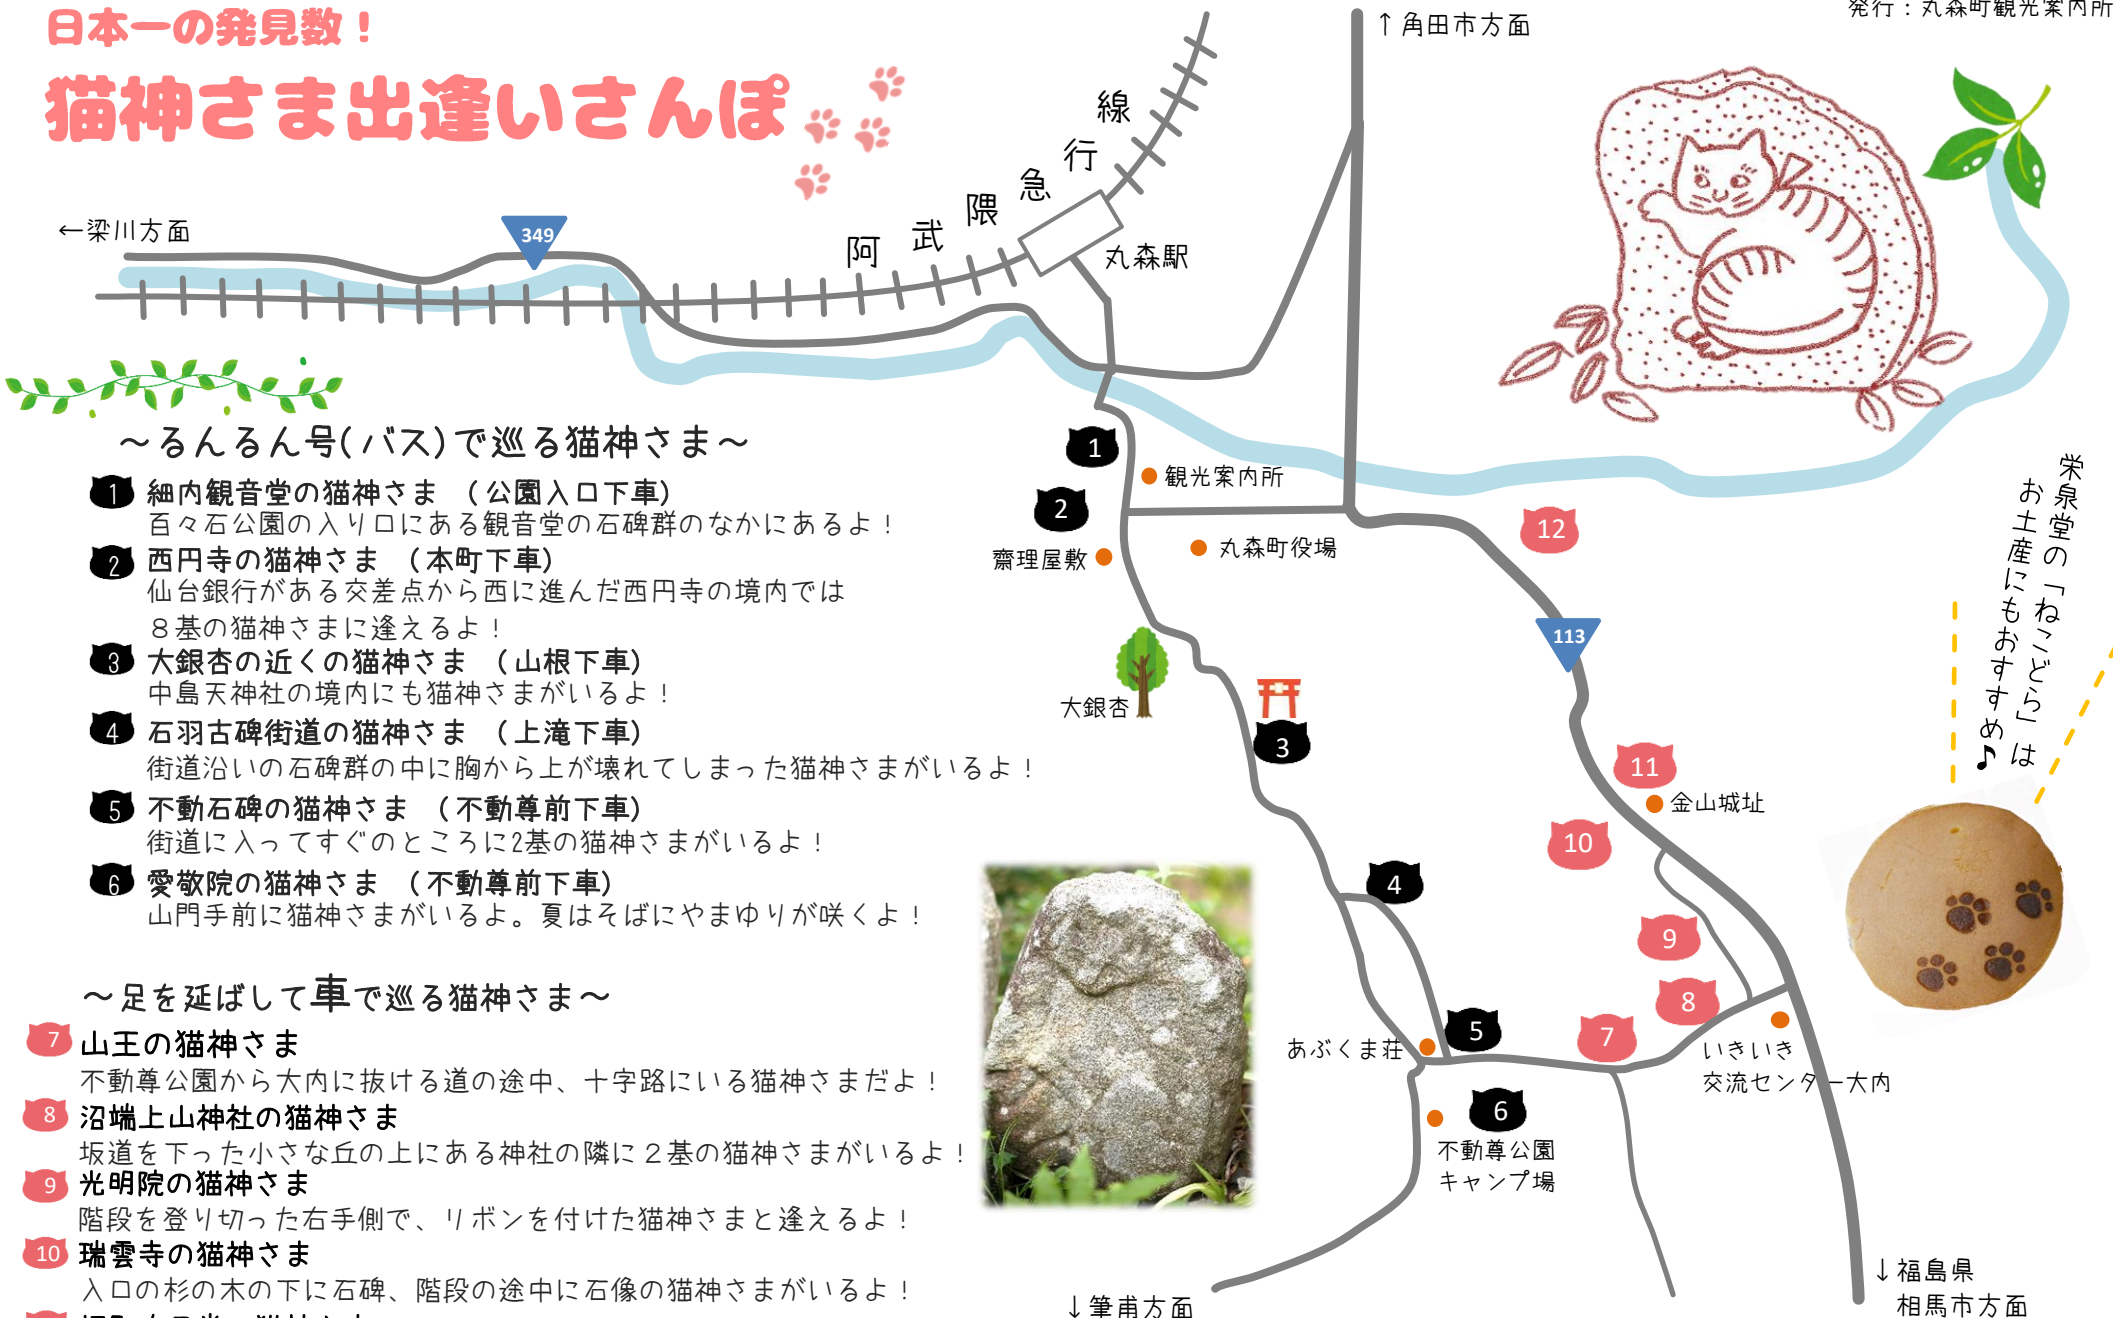 日本一の発見数！
猫神さま出逢いさんぽ
発行：丸森町観光案内所
↑角田市方面
←梁川方面
349
阿武隈急行線
丸森駅
～るんるん号(バス)で巡る猫神さま～
1 細内観音堂の猫神さま （公園入口下車）
百々石公園の入り口にある観音堂の石碑群のなかにあるよ！
2 西円寺の猫神さま （本町下車）
仙台銀行がある交差点から西に進んだ西円寺の境内では
８基の猫神さまに逢えるよ！
3 大銀杏の近くの猫神さま （山根下車）
中島天神社の境内にも猫神さまがいるよ！
4 石羽古碑街道の猫神さま （上滝下車）
街道沿いの石碑群の中に胸から上が壊れてしまった猫神さまがいるよ！
5 不動石碑の猫神さま （不動尊前下車）
街道に入ってすぐのところに2基の猫神さまがいるよ！
6 愛敬院の猫神さま （不動尊前下車）
山門手前に猫神さまがいるよ。夏はそばにやまゆりが咲くよ！
～足を延ばして車で巡る猫神さま～
7 山王の猫神さま
不動尊公園から大内に抜ける道の途中、十字路にいる猫神さまだよ！
8 沼端上山神社の猫神さま
坂道を下った小さな丘の上にある神社の隣に２基の猫神さまがいるよ！
9 光明院の猫神さま
階段を登り切った右手側で、リボンを付けた猫神さまと逢えるよ！
10 瑞雲寺の猫神さま
入口の杉の木の下に石碑、階段の途中に石像の猫神さまがいるよ！
1
観光案内所
2
齋理屋敷
丸森町役場
12
113
大銀杏
3
11
金山城址
10
4
9
8
あぶくま荘
5
7
いきいき
交流センター大内
6
不動尊公園
キャンプ場
↓筆甫方面
↓福島県
相馬市方面
栄泉堂の「ねこどら」は
お土産にもおすすめ♪